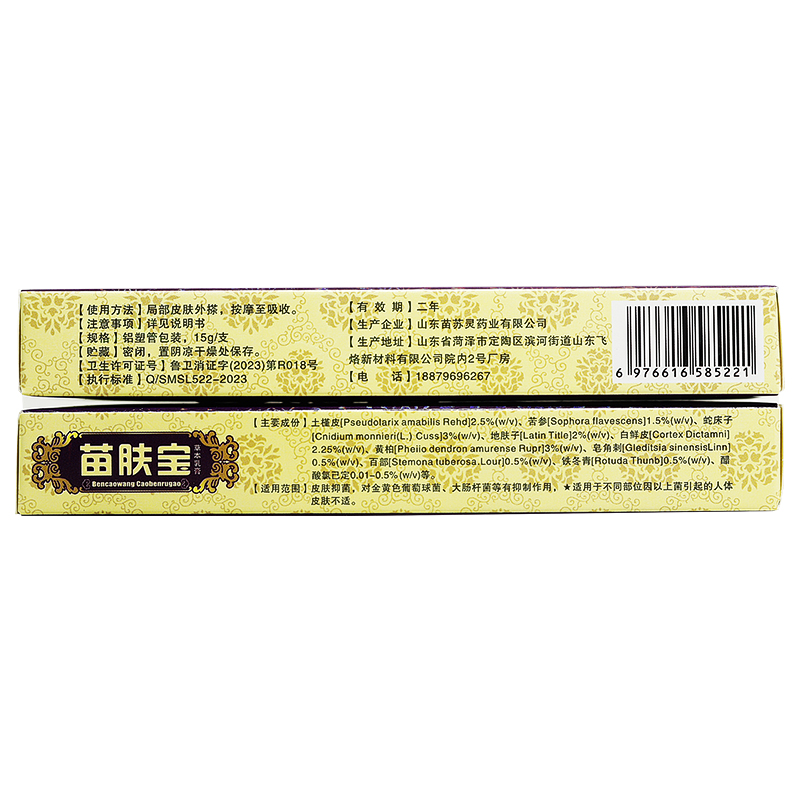 【使用方法】局部皮肤外搽，按摩至吸收。
【注意事项】详见说明书
【规格】铝塑管包装，15g/支
【贮藏】密闭，置阴凉干燥处保存。
【卫生许可证号】鲁卫消证字(2023)第R018号
【执行标准】Q/SMSL522-2023
【有 效 期】二年
【生产企业】山东苗苏灵药业有限公司
【生产地址】山东省菏泽市定陶区滨河街道山东飞
烙新材料有限公司院内2号厂房
【电 话】18879696267
6 976616 585221
苗肤宝
草本乳膏
Bencaowang Caobenrugao
【主要成份】土槿皮[Pseudolarix amabilis Rehd]2.5%(w/v)、苦参[Sophora flavescens]1.5%(w/v)、蛇床子
[Cnidium monnieri(L.) Cuss]3%(w/v)、地肤子[Latin Title]2%(w/v)、白鲜皮[Cortex Dictamni]
2.25%(w/v)、黄柏[Pheiio dendron amurense Rupr]3%(w/v)、皂角刺[Gleditsia sinensisLinn]
0.5%(w/v)、百部[Stemona tuberosa.Lour]0.5%(w/v)、铁冬青[Rotuda Thunb]0.5%(w/v)、醋
酸氯已定0.01-0.5%(w/v)等。
【适用范围】皮肤抑菌，对金黄色葡萄球菌、大肠杆菌等有抑制作用，★适用于不同部位因以上菌引起的人体
皮肤不适。